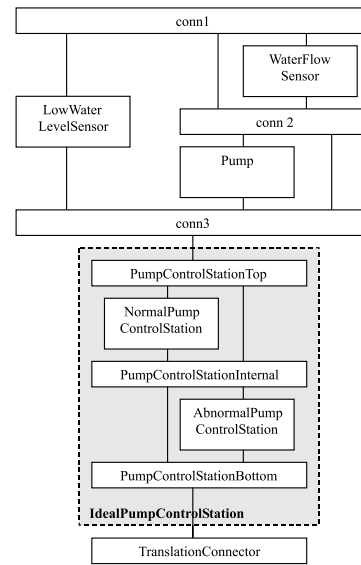 conn1
WaterFlow
Sensor
LowWater
LevelSensor
conn 2
Pump
conn3
PumpControlStationTop
NormalPump
ControlStation
PumpControlStationInternal
AbnormalPump
ControlStation
PumpControlStationBottom
IdealPumpControlStation
TranslationConnector